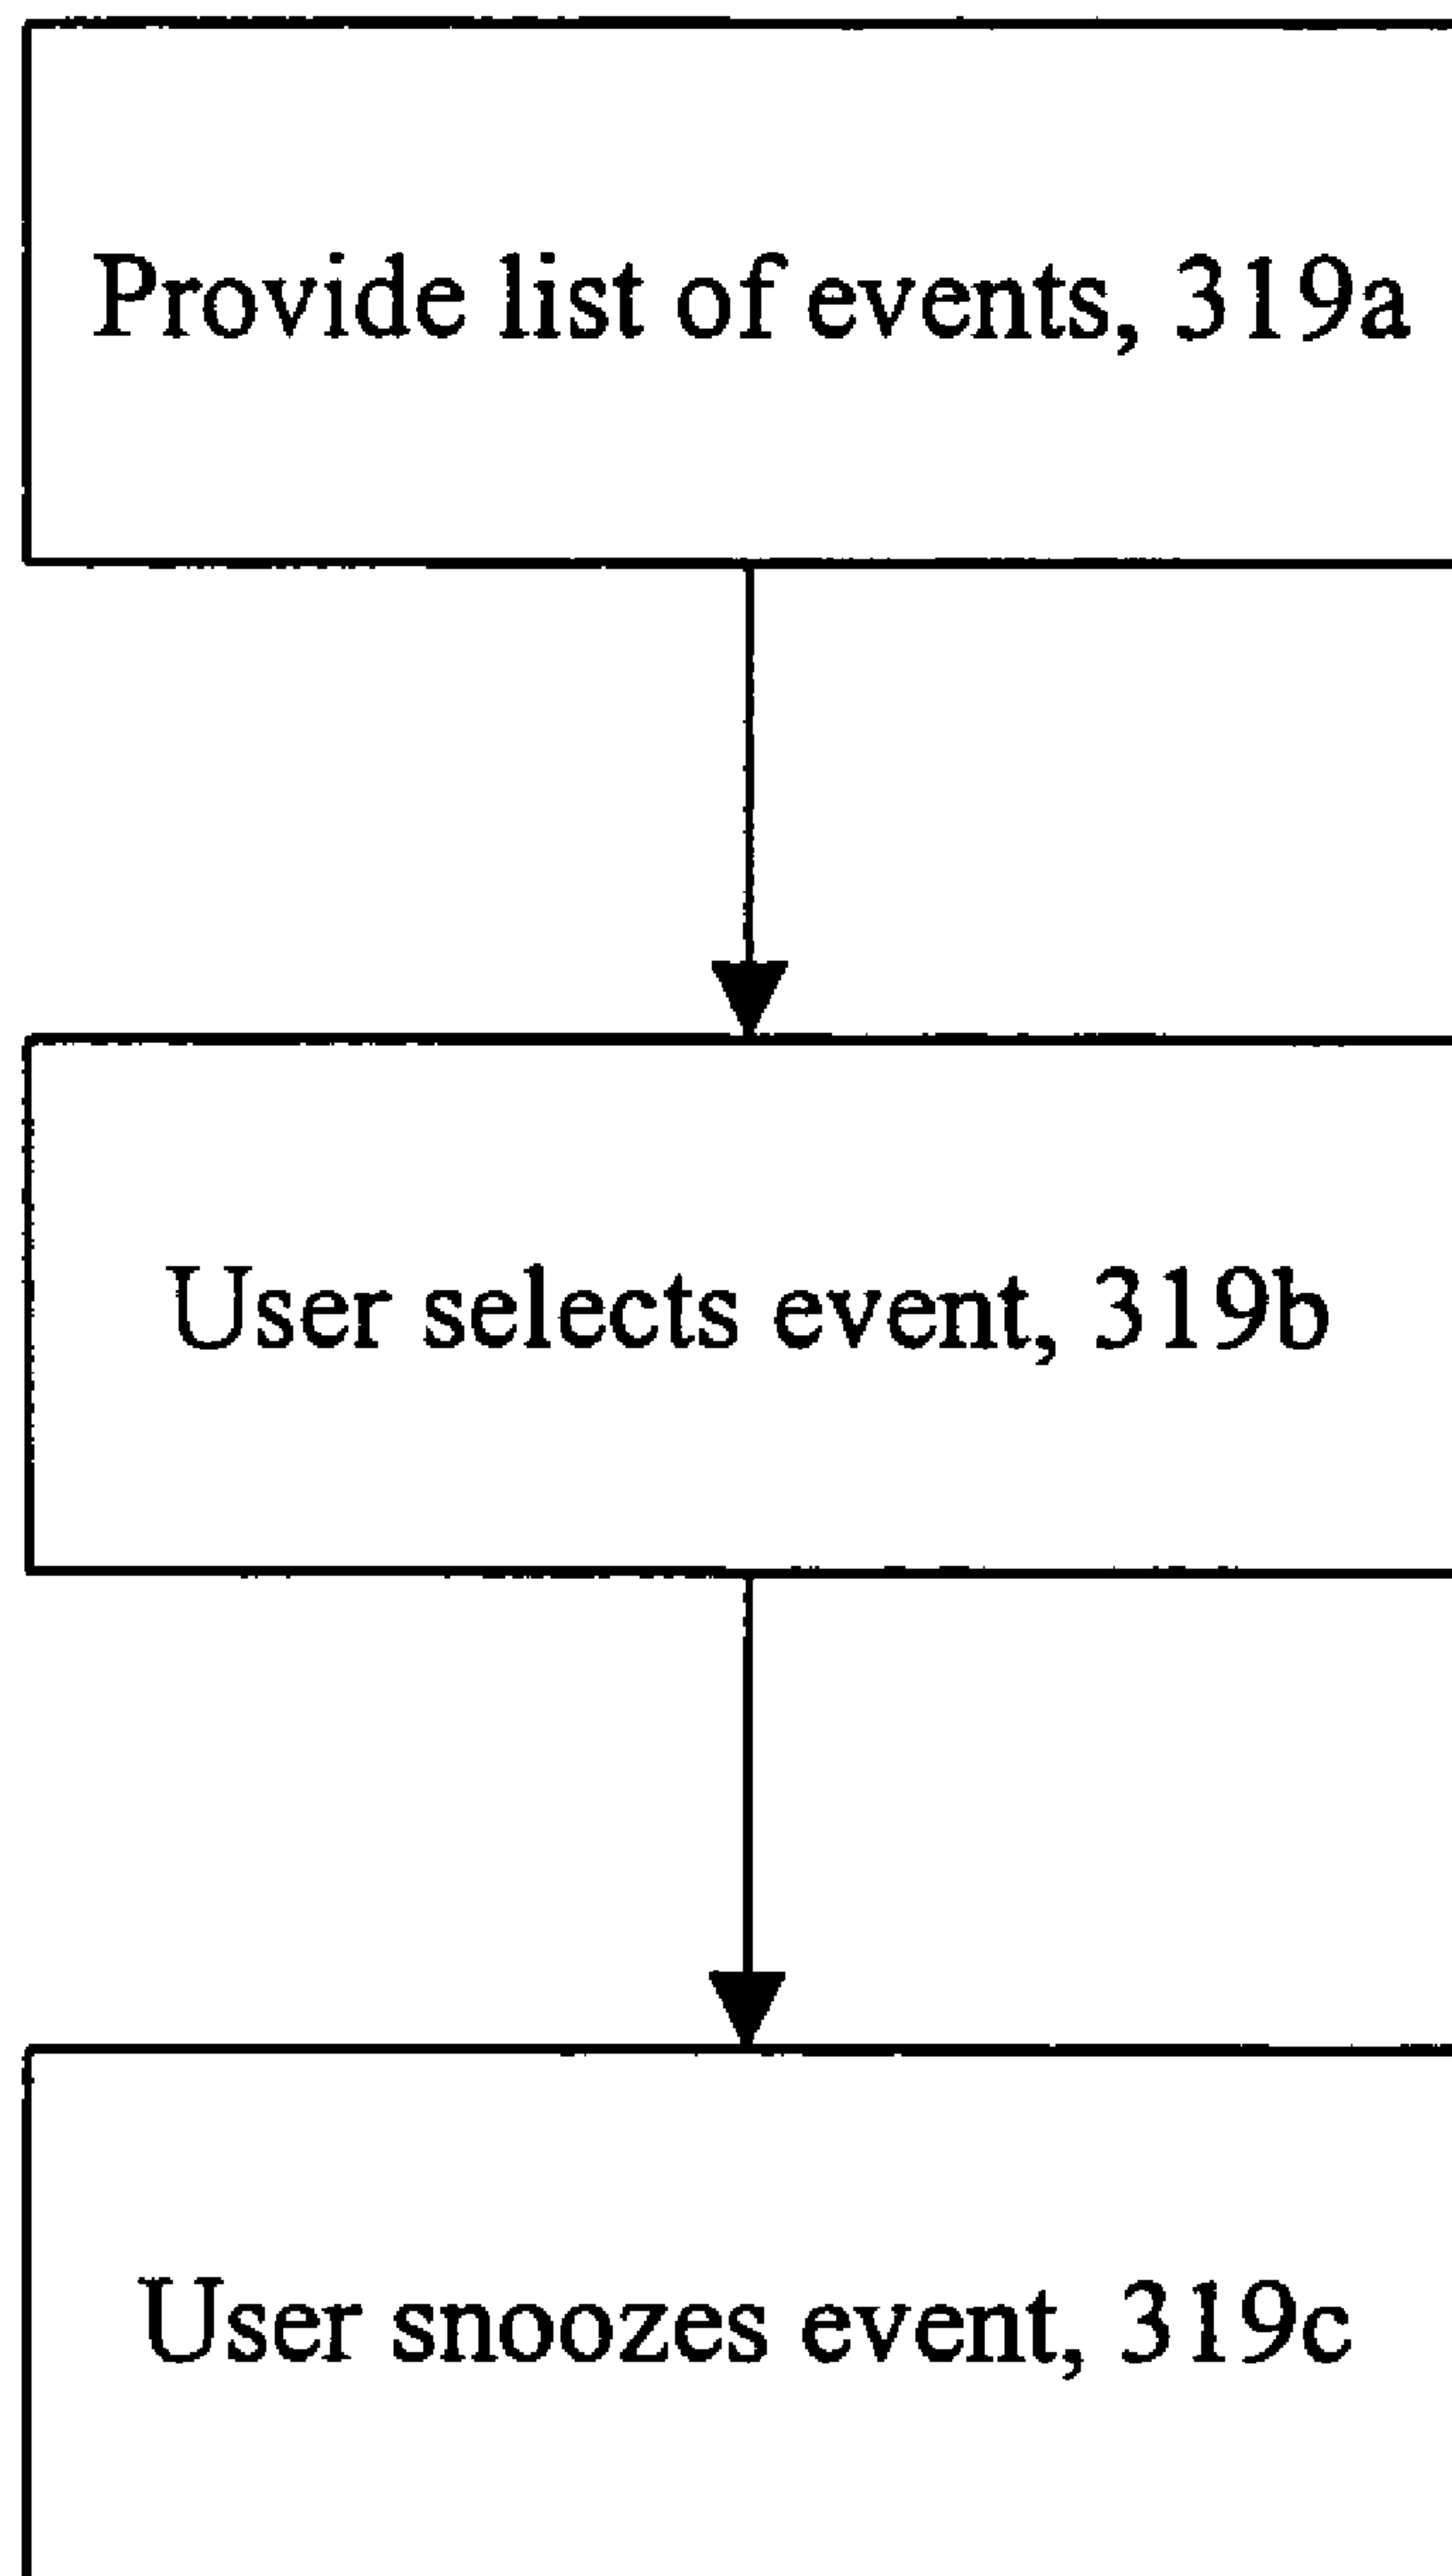 Provide list of events, 319a
User selects event, 319b
User snoozes event, 319c